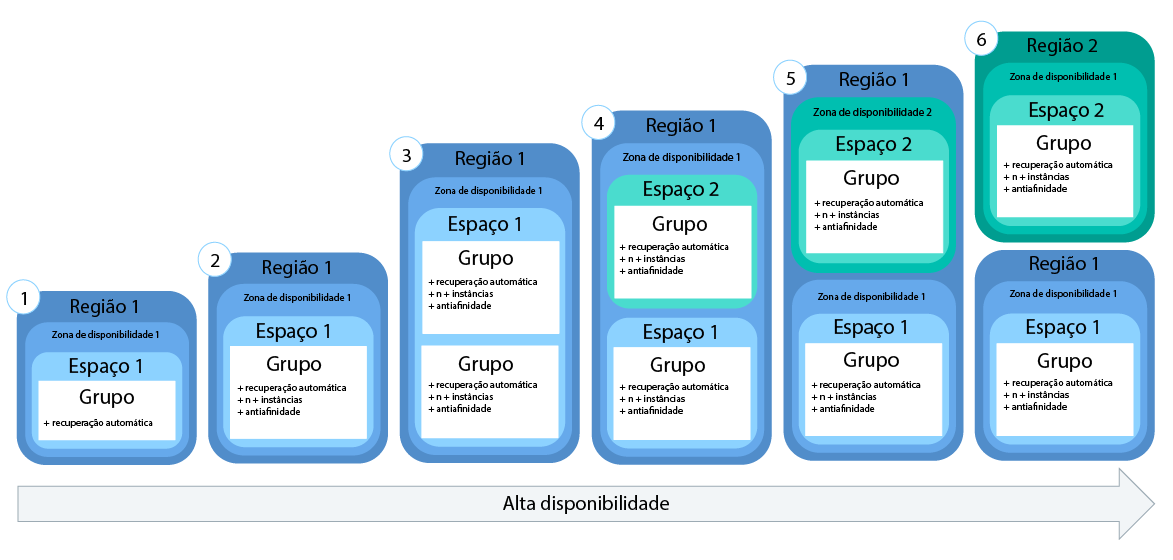 1
Região 1
Zona de disponibilidade 1
Espaço 1
Grupo
+ recuperação automática
2
Região 1
Zona de disponibilidade 1
Espaço 1
Grupo
+ recuperação automática
+ n + instâncias
+ antiafinidade
3
Região 1
Zona de disponibilidade 1
Espaço 1
Grupo
+ recuperação automática
+ n + instâncias
+ antiafinidade
Grupo
+ recuperação automática
+ n + instâncias
+ antiafinidade
4
Região 1
Zona de disponibilidade 1
Espaço 2
Grupo
+ recuperação automática
+ n + instâncias
+ antiafinidade
Espaço 1
Grupo
+ recuperação automática
+ n + instâncias
+ antiafinidade
5
Região 1
Zona de disponibilidade 2
Espaço 2
Grupo
+ recuperação automática
+ n + instâncias
+ antiafinidade
Zona de disponibilidade 1
Espaço 1
Grupo
+ recuperação automática
+ n + instâncias
+ antiafinidade
6
Região 2
Zona de disponibilidade 1
Espaço 2
Grupo
+ recuperação automática
+ n + instâncias
+ antiafinidade
Região 1
Zona de disponibilidade 1
Espaço 1
Grupo
+ recuperação automática
+ n + instâncias
+ antiafinidade
Alta disponibilidade